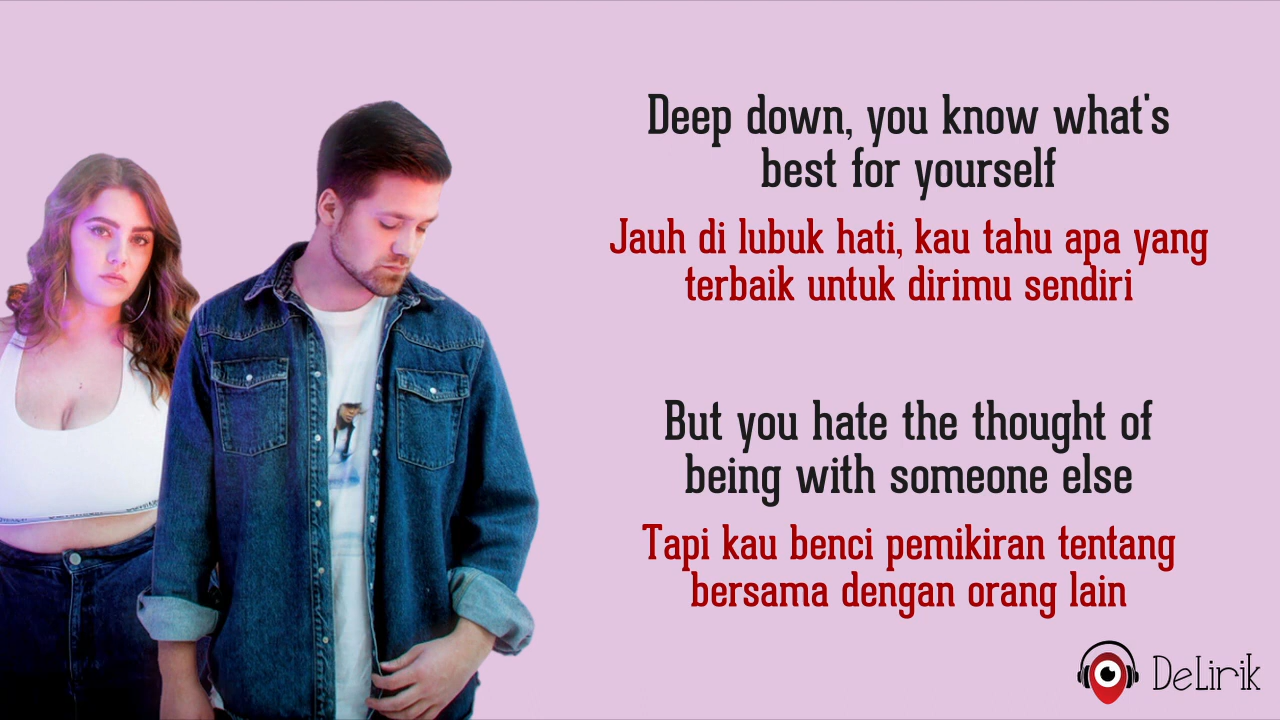 Deep down, you know what's
best for yourself
Jauh di lubuk hati, kau tahu apa yang
terbaik untuk dirimu sendiri
But you hate the thought of
being with someone else
Tapi kau benci pemikiran tentang
bersama dengan orang lain
DeLirik